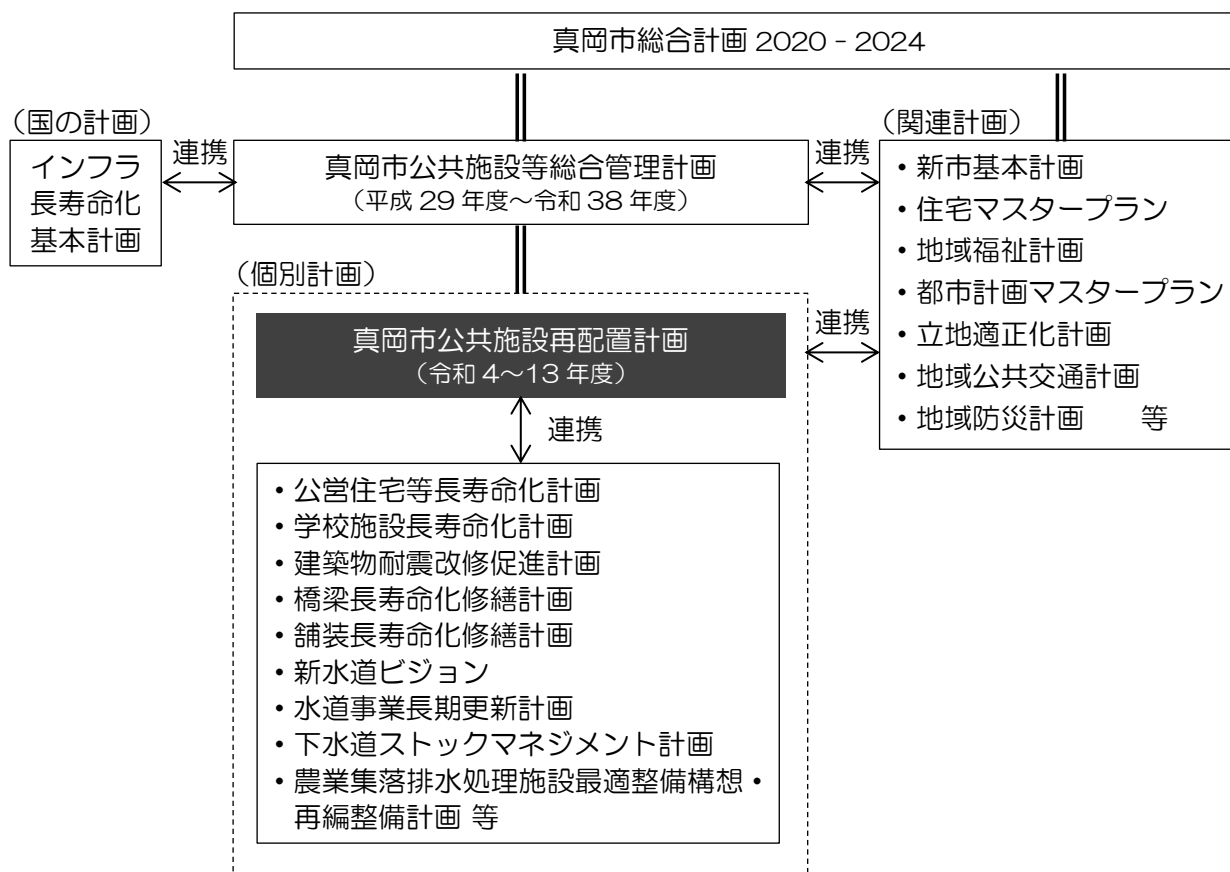 真岡市総合計画 2020 - 2024
（国の計画）
インフラ
長寿命化
基本計画
連携
真岡市公共施設等総合管理計画
（平成 29 年度～令和 38 年度）
連携
（関連計画）
・新市基本計画
・住宅マスタープラン
・地域福祉計画
・都市計画マスタープラン
・立地適正化計画
・地域公共交通計画
・地域防災計画　　等
（個別計画）
真岡市公共施設再配置計画
（令和 4～13 年度）
連携
連携
・公営住宅等長寿命化計画
・学校施設長寿命化計画
・建築物耐震改修促進計画
・橋梁長寿命化修繕計画
・舗装長寿命化修繕計画
・新水道ビジョン
・水道事業長期更新計画
・下水道ストックマネジメント計画
・農業集落排水処理施設最適整備構想・
再編整備計画 等